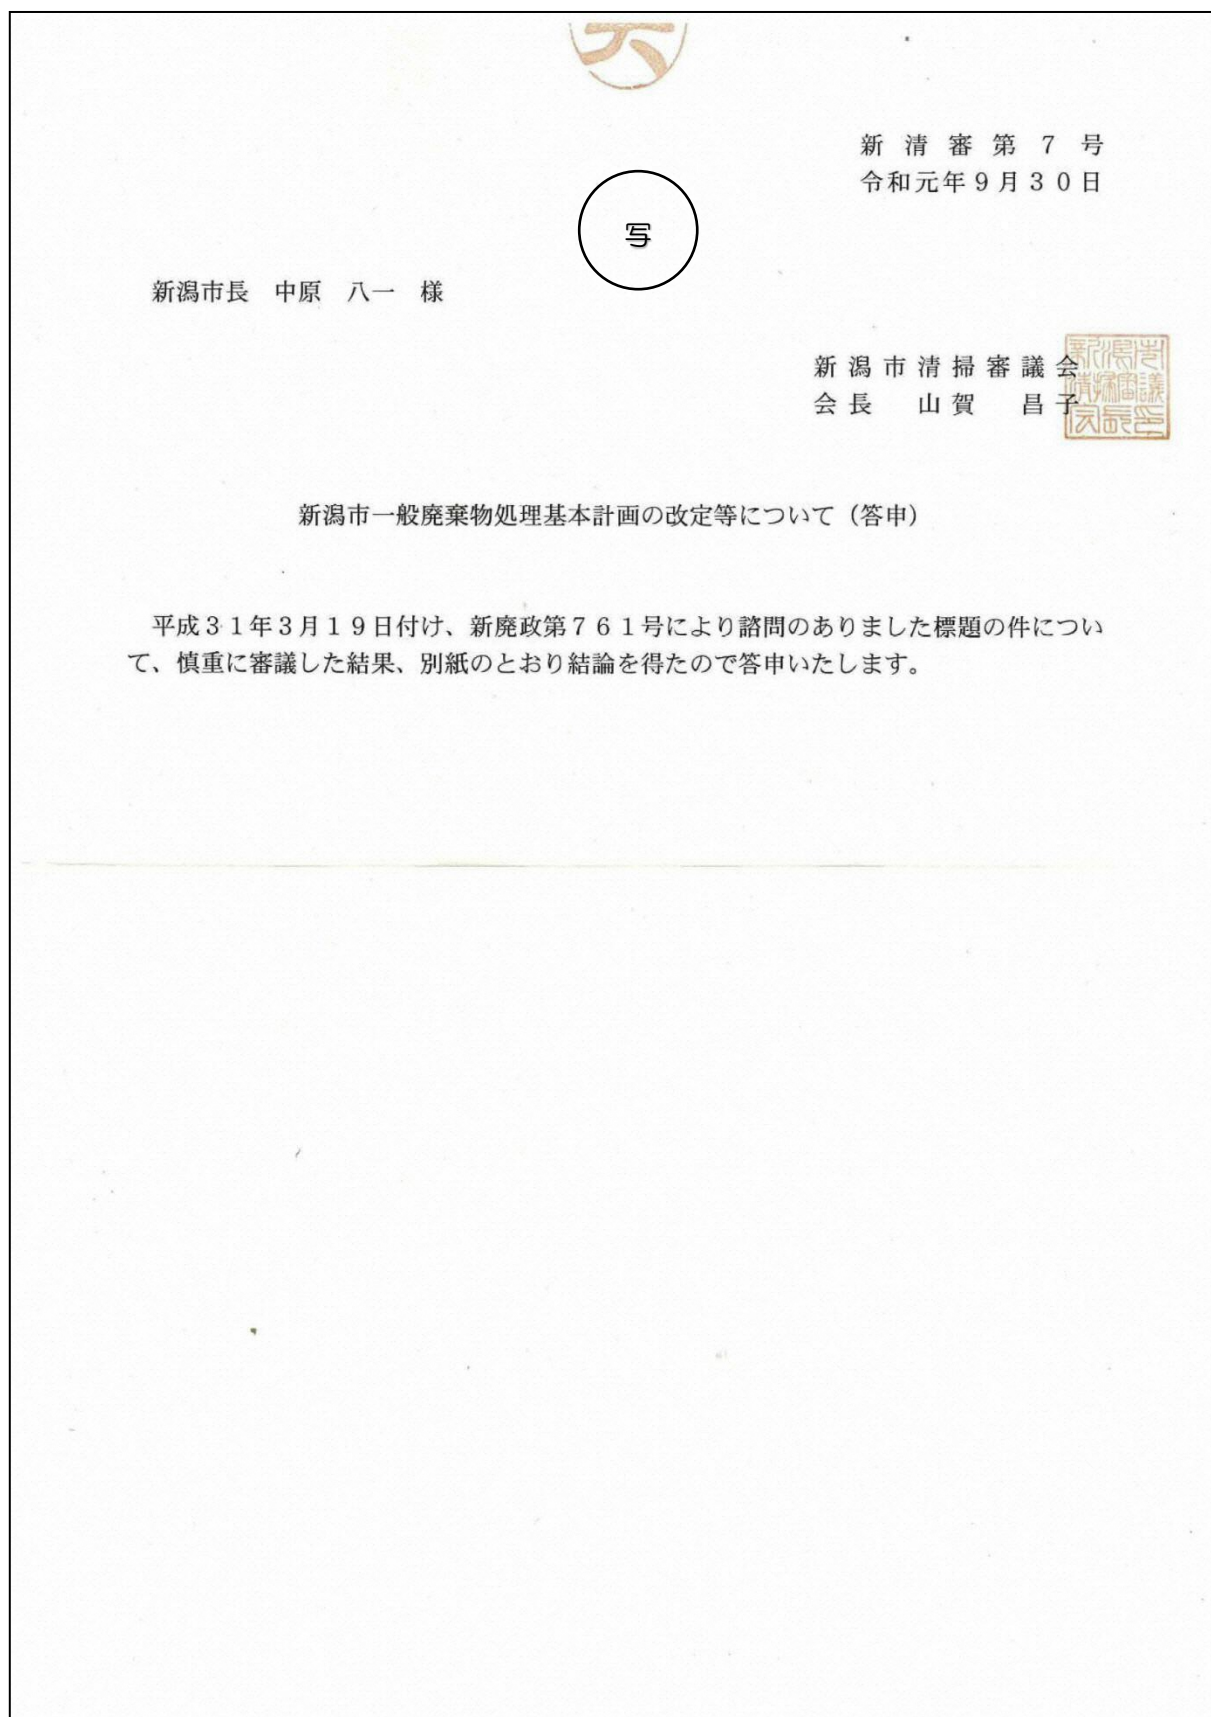 新清審第７号
令和元年９月３０日
写
新潟市長　中原　八一　様
新潟市清掃審議会
会長　山賀　昌子
新潟市一般廃棄物処理基本計画の改定等について（答申）
平成３１年３月１９日付け、新廃政第７６１号により諮問のありました標題の件につい
て、慎重に審議した結果、別紙のとおり結論を得たので答申いたします。